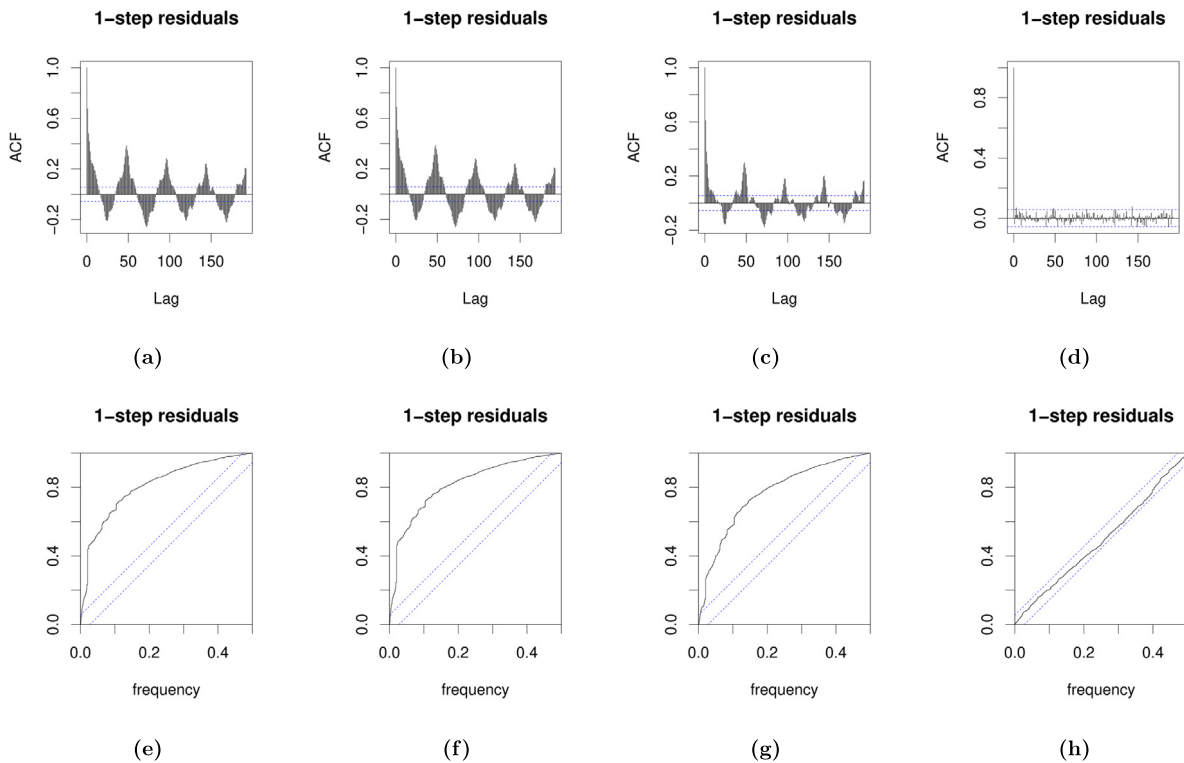 1−step residuals 1−step residuals 1−step residuals 1−step residuals
ACF ACF ACF ACF
1.0 1.0 1.0 0.8
0.6 0.6 0.6 0.4
0.2 0.2 0.2 0.0
−0.2 −0.2 −0.2
0 50 100 150 0 50 100 150 0 50 100 150 0 50 100 150
Lag Lag Lag Lag
(a) (b) (c) (d)
1−step residuals 1−step residuals 1−step residuals 1−step residuals
0.8 0.8 0.8 0.8
0.4 0.4 0.4 0.4
0.0 0.0 0.0 0.0
0.0 0.2 0.4 0.0 0.2 0.4 0.0 0.2 0.4 0.0 0.2 0.4
frequency frequency frequency frequency
(e) (f) (g) (h)